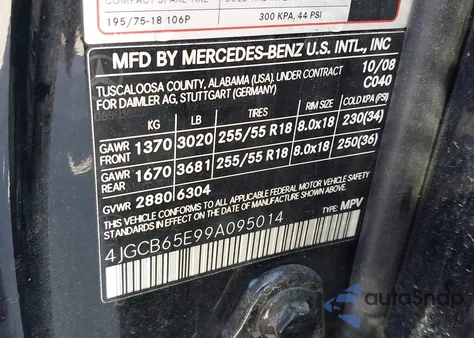 195/75-18 106P
300 KPA, 44 PSI
MFD BY MERCEDES-BENZ U.S. INTL., INC
TUSCALOOSA COUNTY, ALABAMA (USA), UNDER CONTRACT 10/08
FOR DAIMLER AG, STUTTGART (GERMANY) C040
KG LB TIRES RIM SIZE COLD KPA (PSI)
GAWR FRONT 1370 3020 255/55 R18 8.0x18 230(34)
GAWR REAR 1670 3681 255/55 R18 8.0x18 250(36)
GVWR 2880 6304
THIS VEHICLE CONFORMS TO ALL APPLICABLE FEDERAL MOTOR VEHICLE SAFETY
STANDARDS IN EFFECT ON THE DATE OF MANUFACTURE SHOWN ABOVE.
4JGCB65E99A095014 TYPE: MPV
autoSnap